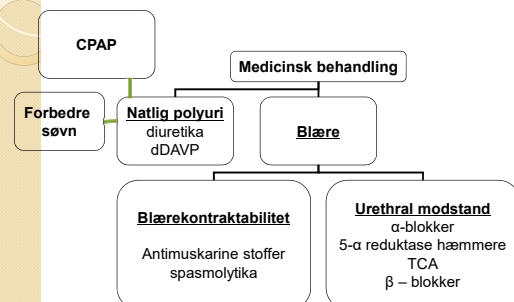 CPAP
Medicinsk behandling
Forbedre
søvn
Natlig polyuri
diuretika
dDAVP
Blære
Blærekontraktabilitet
Antimuskarine stoffer
spasmolytika
Urethral modstand
α-blokker
5-α reduktase hæmmere
TCA
β – blokker